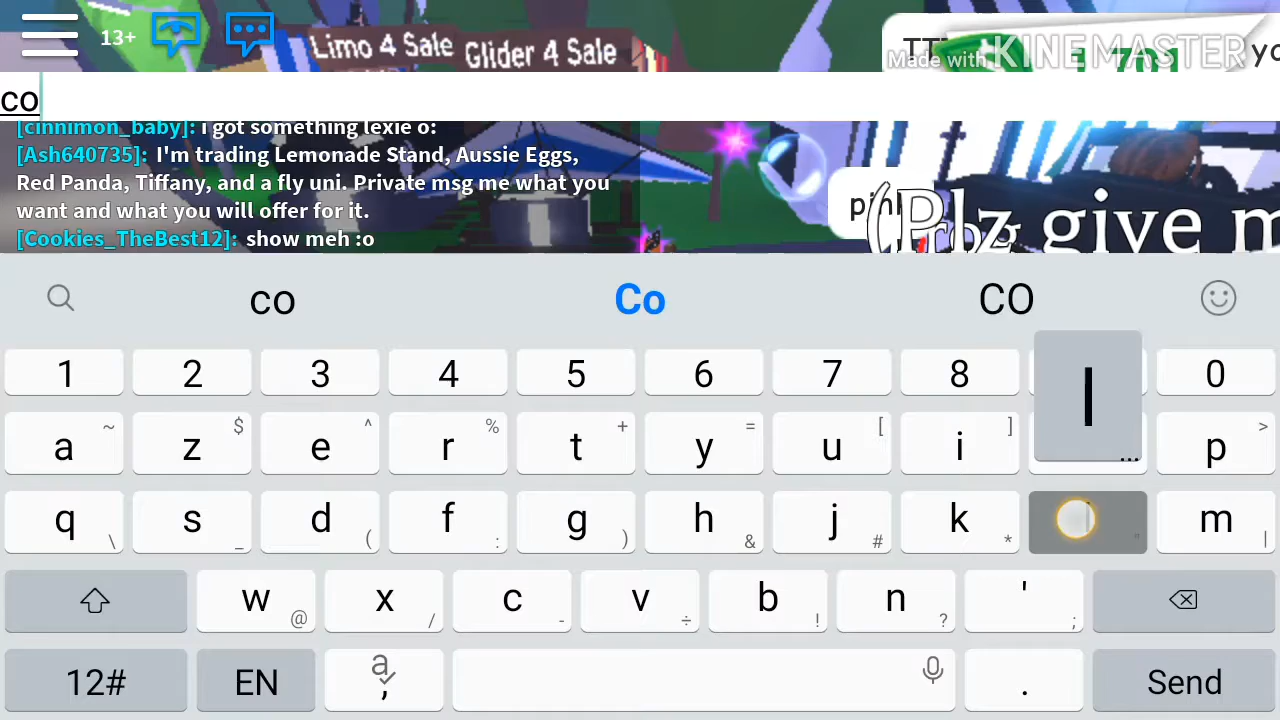 13+
Limo 4 Sale
Glider 4 Sale
Made with KINEMASTER
co
[cinnimon_baby]: I got something lexie o:
[Ash640735]: I'm trading Lemonade Stand, Aussie Eggs,
Red Panda, Tiffany, and a fly uni. Private msg me what you
want and what you will offer for it.
[Cookies_TheBest12]: show meh :o
(Plz give m
co Co CO
1 2 3 4 5 6 7 8 0
a ~ z $ e ^ r % t + y = u [ i ] p >
l
q \ s _ d ( f : g ) h & j # k * " m |
w @ x / c - v ÷ b ! n ? ' ;
12# EN a , . Send